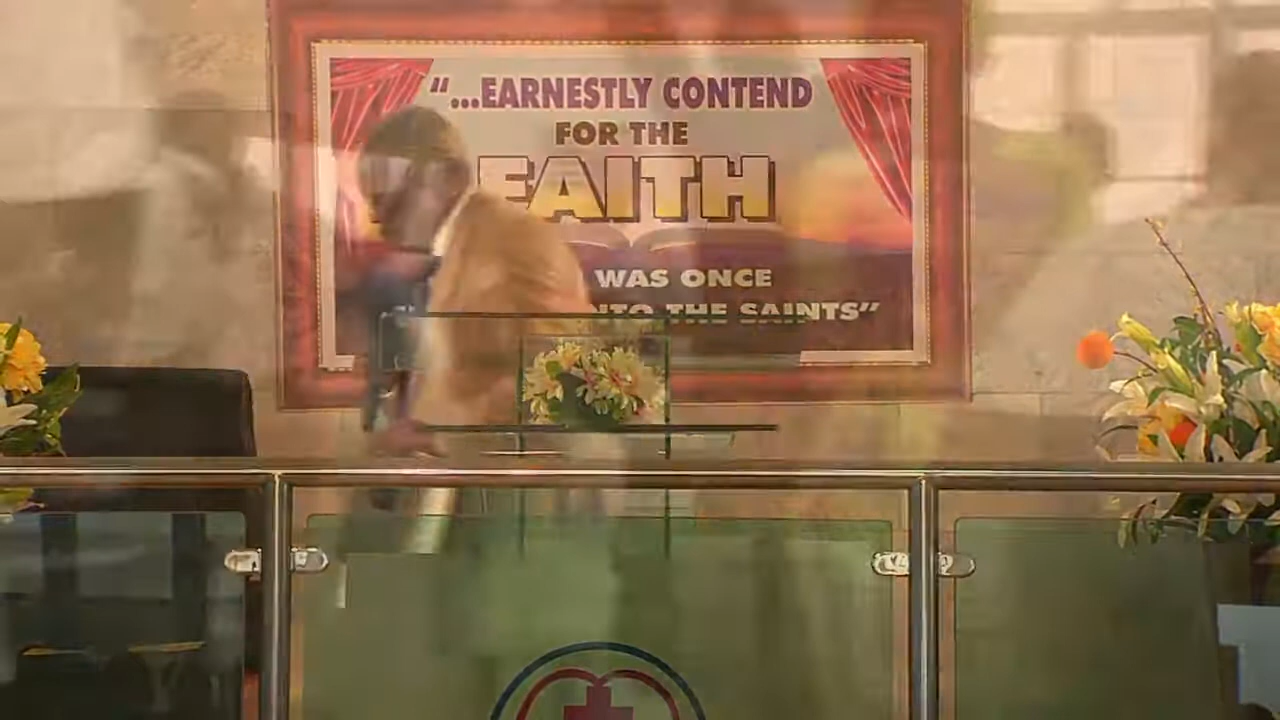 "...EARNESTLY CONTEND
FOR THE
FAITH
WAS ONCE
THE SAINTS"